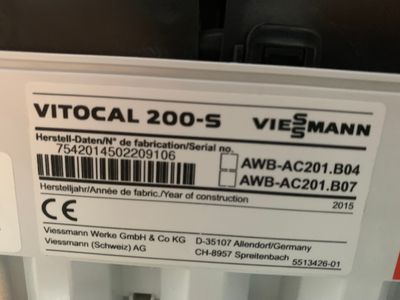 VITOCAL 200-S VIESSMANN
Herstell-Daten/N° de fabrication/Serial no.
7542014502209106
AWB-AC201.B04
AWB-AC201.B07
Herstelljahr/Année de fabric./Year of construction 2015
CE
Viessmann Werke GmbH & Co KG D-35107 Allendorf/Germany
Viessmann (Schweiz) AG CH-8957 Spreitenbach
5513426-01